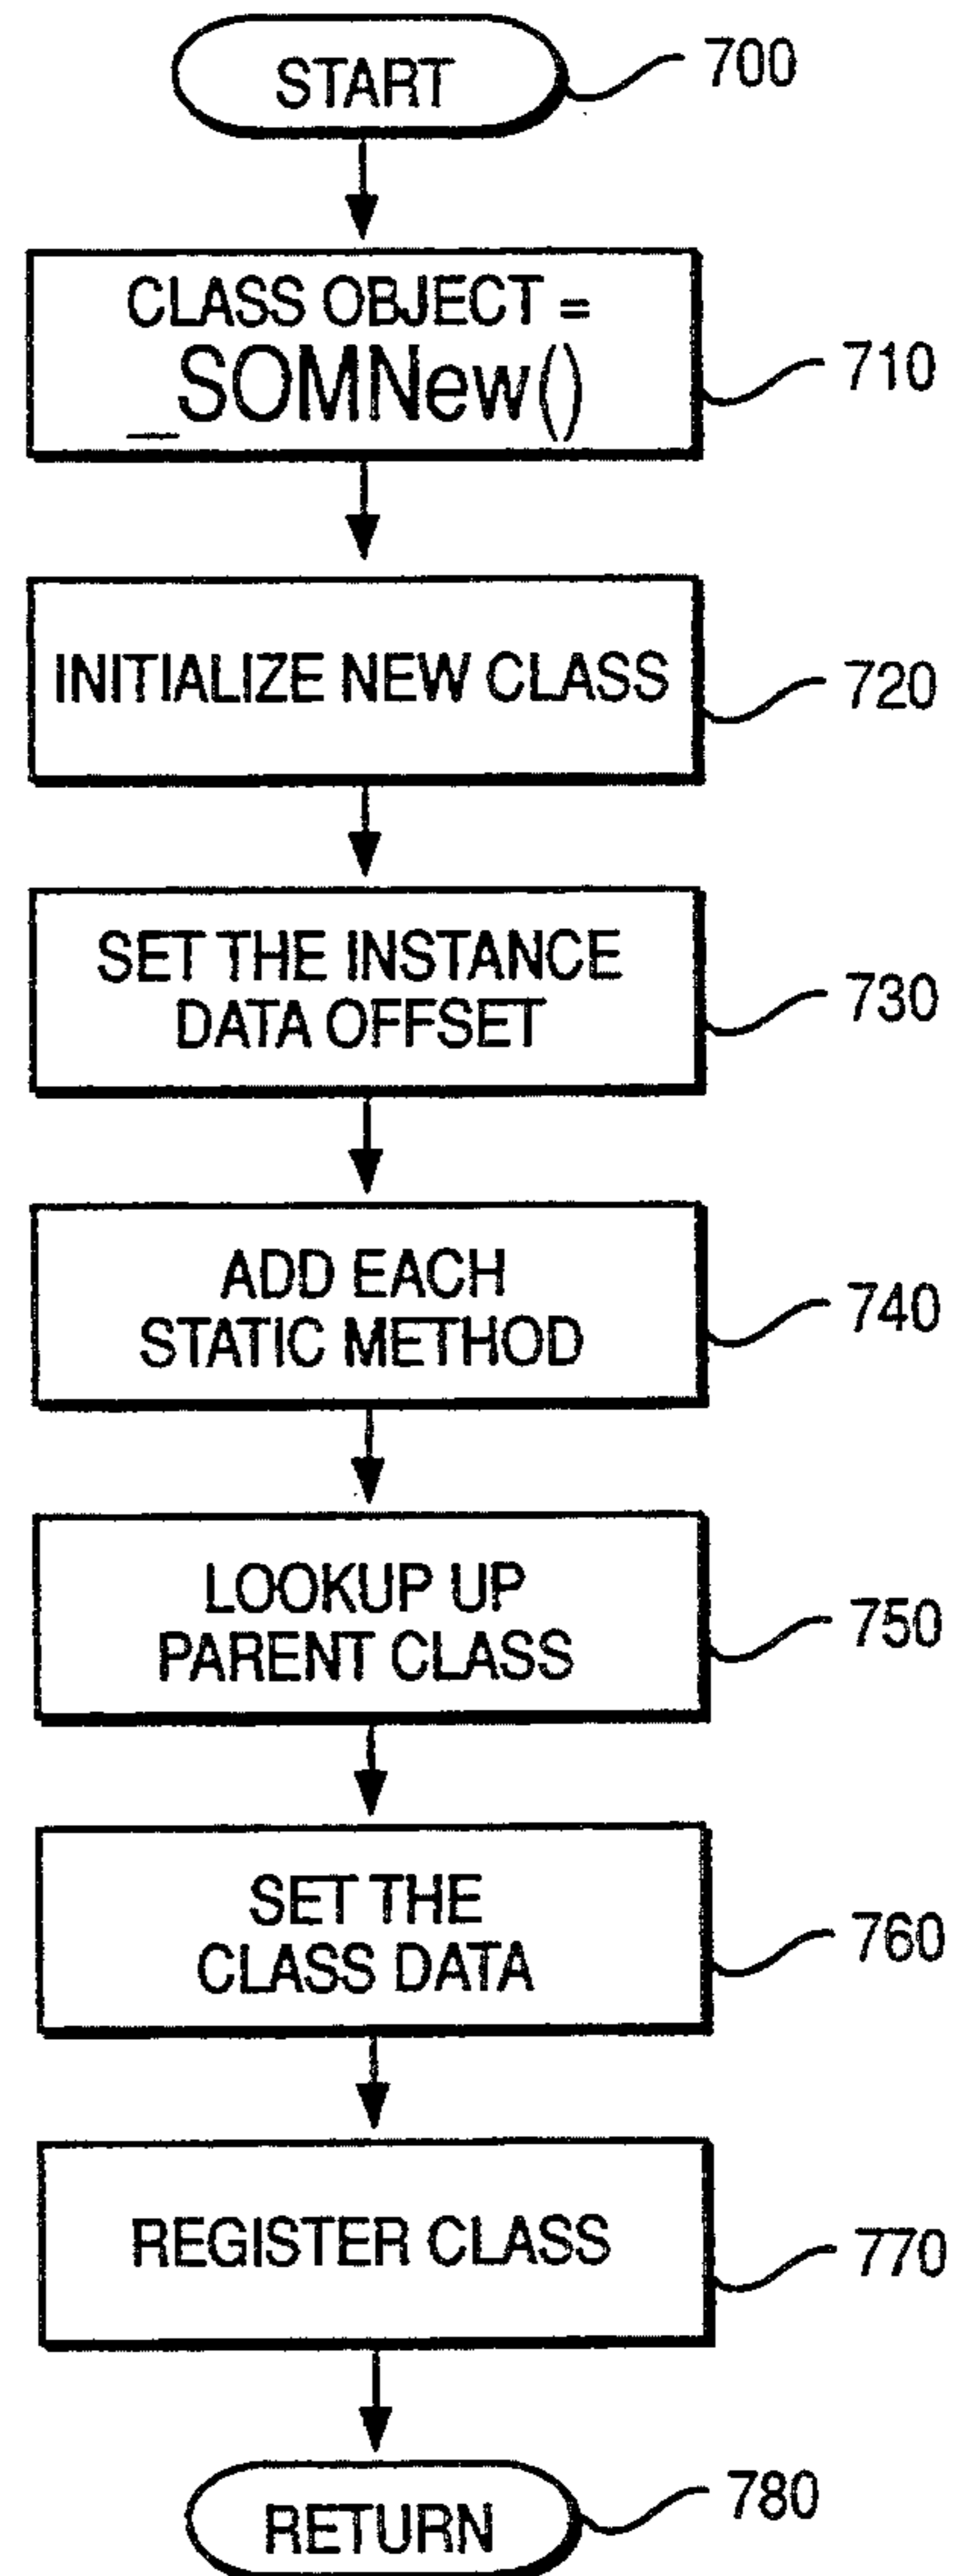 START
700
CLASS OBJECT =
_SOMNew()
710
INITIALIZE NEW CLASS
720
SET THE INSTANCE
DATA OFFSET
730
ADD EACH
STATIC METHOD
740
LOOKUP UP
PARENT CLASS
750
SET THE
CLASS DATA
760
REGISTER CLASS
770
RETURN
780